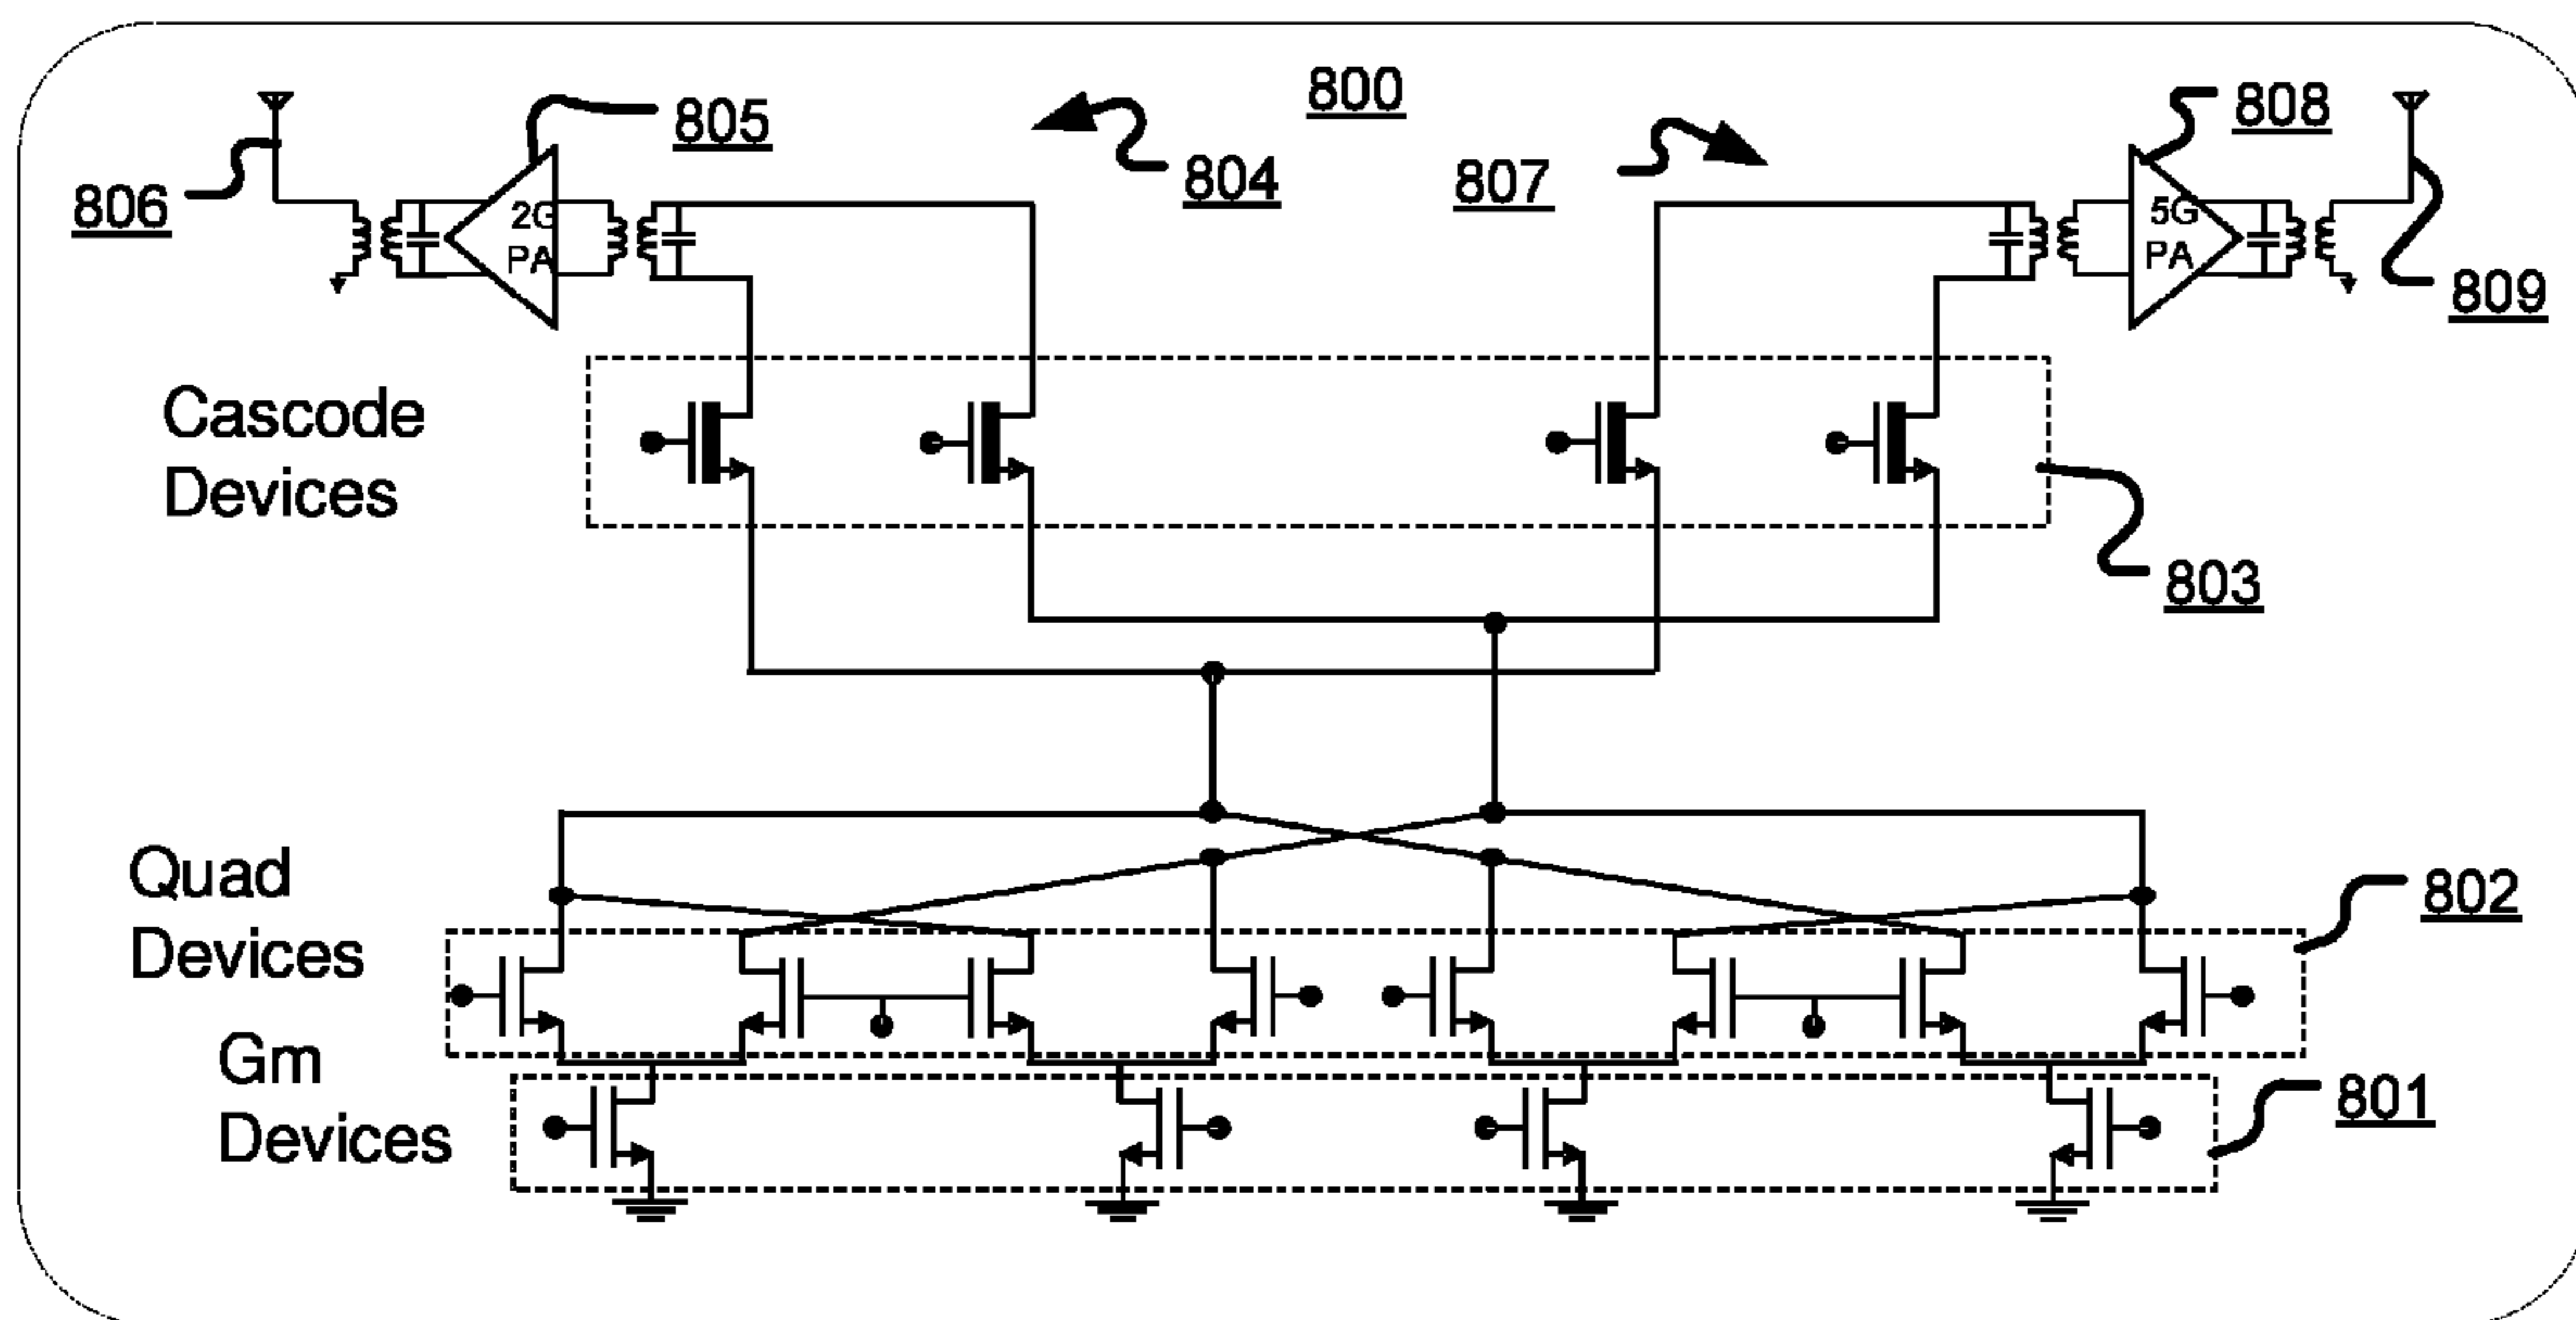 800
805
808
804
807
806
2G
PA
5G
PA
809
Cascode
Devices
803
Quad
Devices
802
Gm
Devices
801